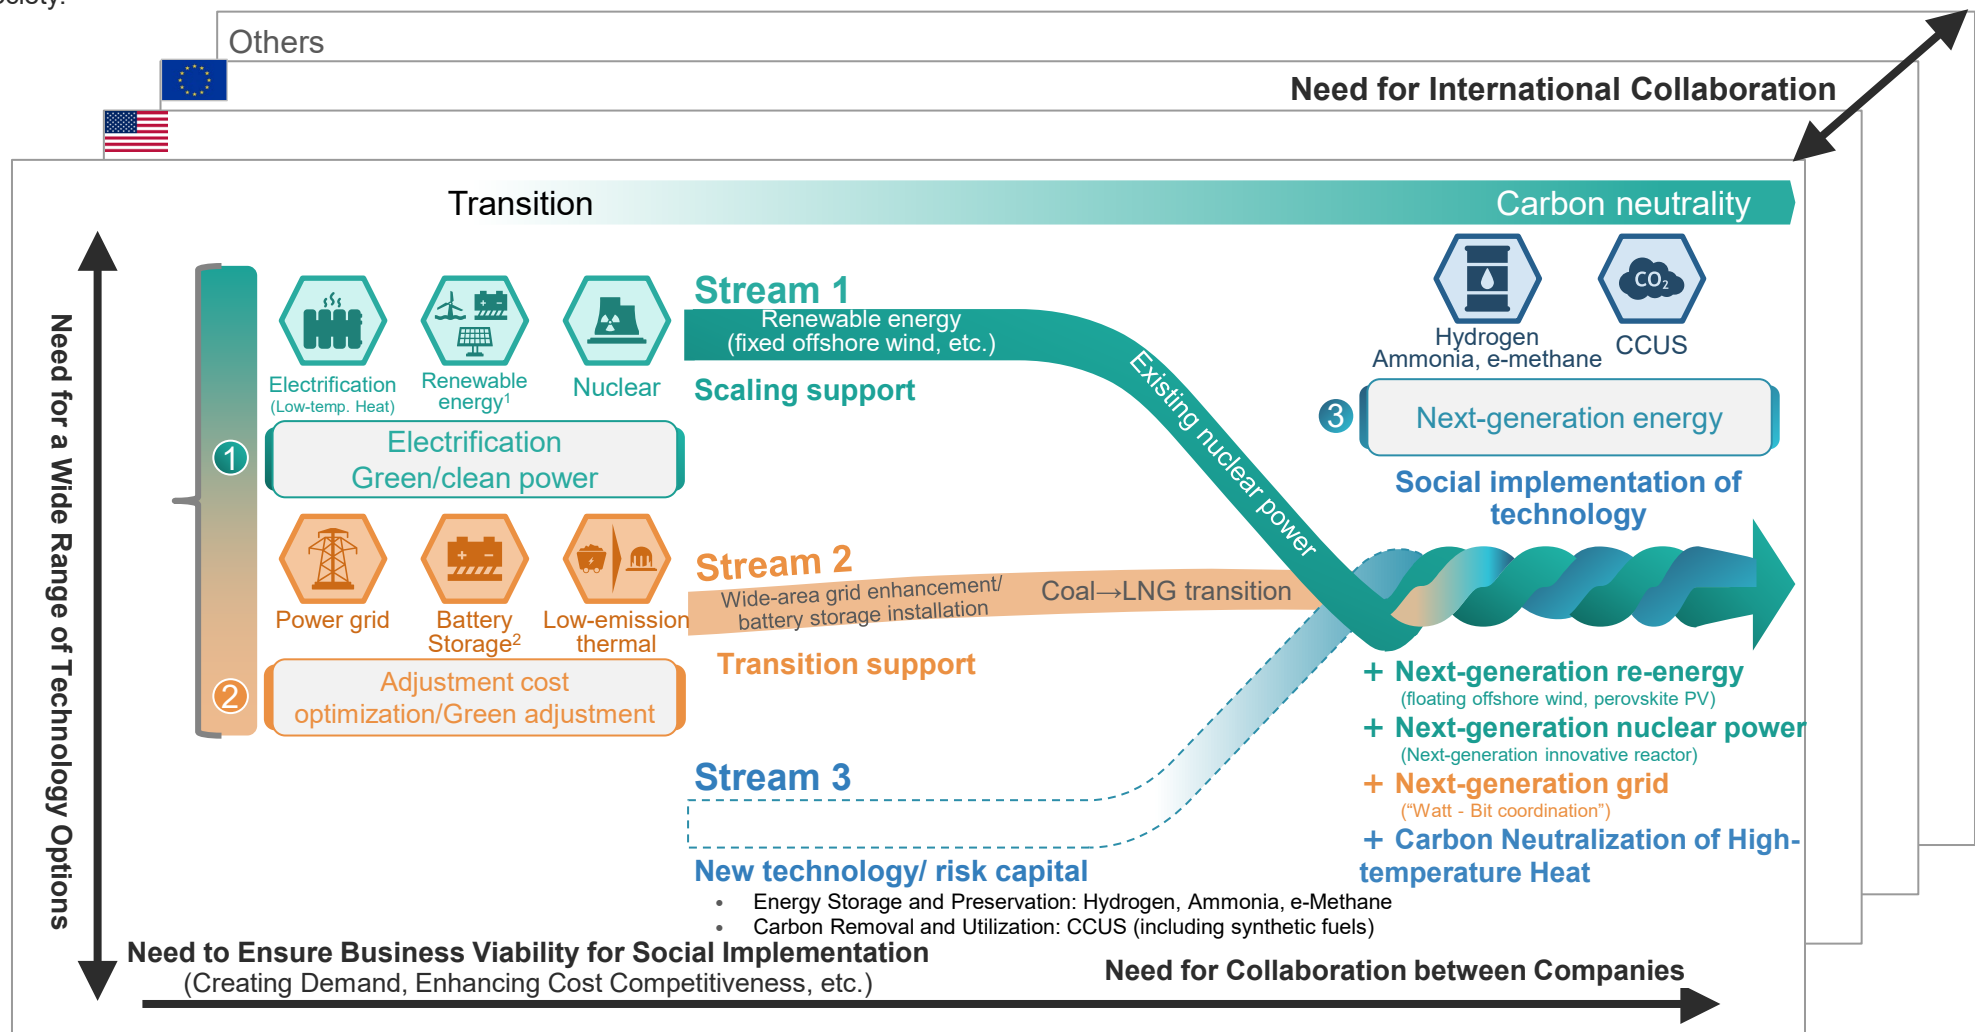 Others
Need for International Collaboration
Transition
Carbon neutrality
Need for a Wide Range of Technology Options
1
Electrification
(Low-temp. Heat)
Renewable
energy1
Nuclear
Electrification
Green/clean power
Stream 1
Renewable energy
(fixed offshore wind, etc.)
Scaling support
Existing nuclear power
Hydrogen
Ammonia, e-methane
CO2
CCUS
3
Next-generation energy
Social implementation of
technology
2
Power grid
Battery
Storage2
Low-emission
thermal
Adjustment cost
optimization/Green adjustment
Stream 2
Wide-area grid enhancement/
battery storage installation
Coal→LNG transition
Transition support
Stream 3
New technology/ risk capital
• Energy Storage and Preservation: Hydrogen, Ammonia, e-Methane
• Carbon Removal and Utilization: CCUS (including synthetic fuels)
+ Next-generation re-energy
(floating offshore wind, perovskite PV)
+ Next-generation nuclear power
(Next-generation innovative reactor)
+ Next-generation grid
(“Watt - Bit coordination”)
+ Carbon Neutralization of High-
temperature Heat
Need to Ensure Business Viability for Social Implementation
(Creating Demand, Enhancing Cost Competitiveness, etc.)
Need for Collaboration between Companies